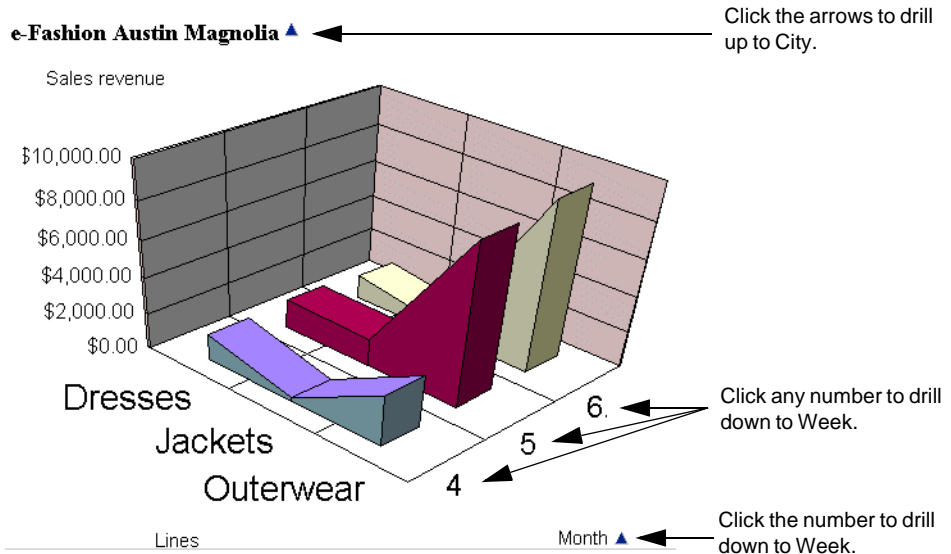 Click the arrows to drill
up to City.
e-Fashion Austin Magnolia
Sales revenue
$10,000.00
$8,000.00
$6,000.00
$4,000.00
$2,000.00
$0.00
Dresses
Jackets
Outerwear
4
5
6.
Click any number to drill
down to Week.
Lines
Month
Click the number to drill
down to Week.